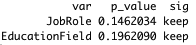 var p_value sig
JobRole 0.1462034 keep
EducationField 0.1962090 keep